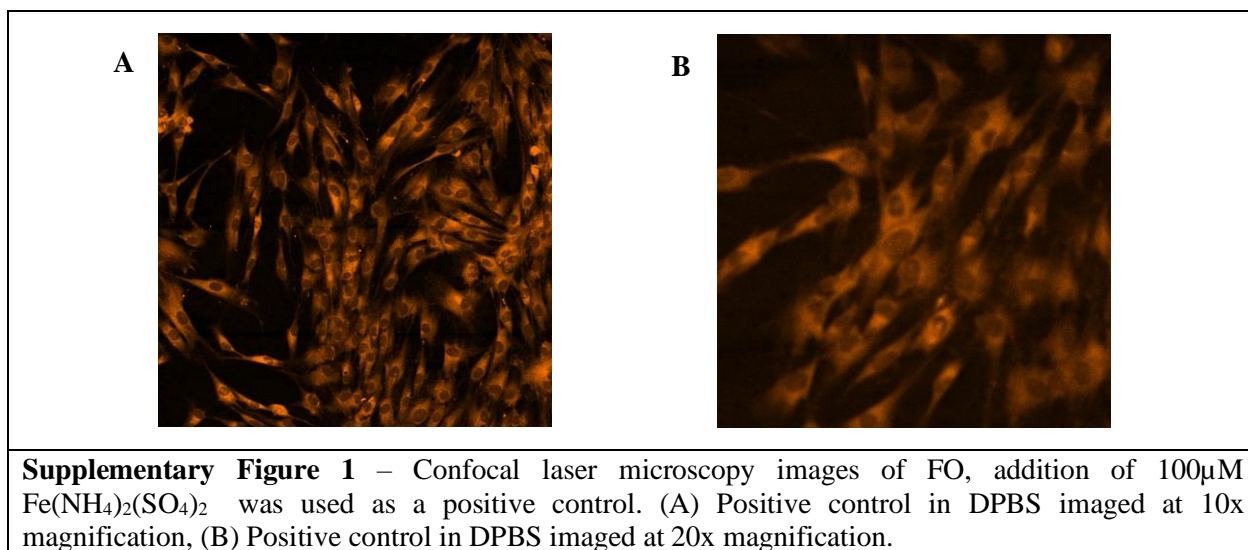 A
B
Supplementary Figure 1 – Confocal laser microscopy images of FO, addition of 100µM
Fe(NH₄)₂(SO₄)₂ was used as a positive control. (A) Positive control in DPBS imaged at 10x
magnification, (B) Positive control in DPBS imaged at 20x magnification.